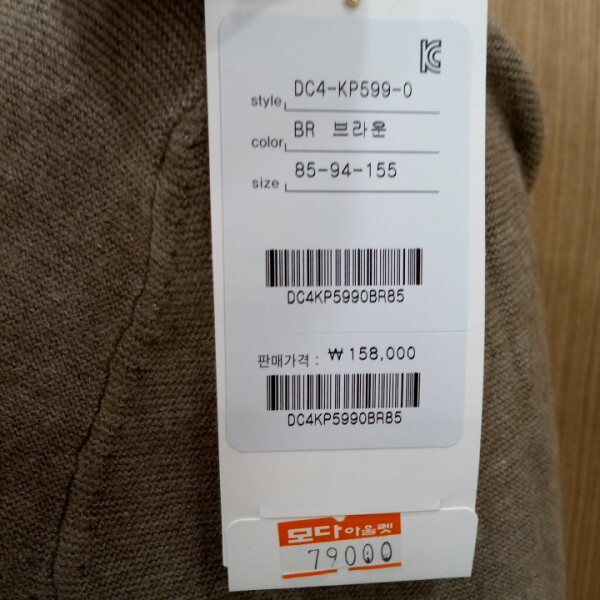 KC
style DC4-KP599-0
color BR 브라운
size 85-94-155
DC4KP5990BR85
판매가격 : ₩ 158,000
DC4KP5990BR85
모다아울렛
79000